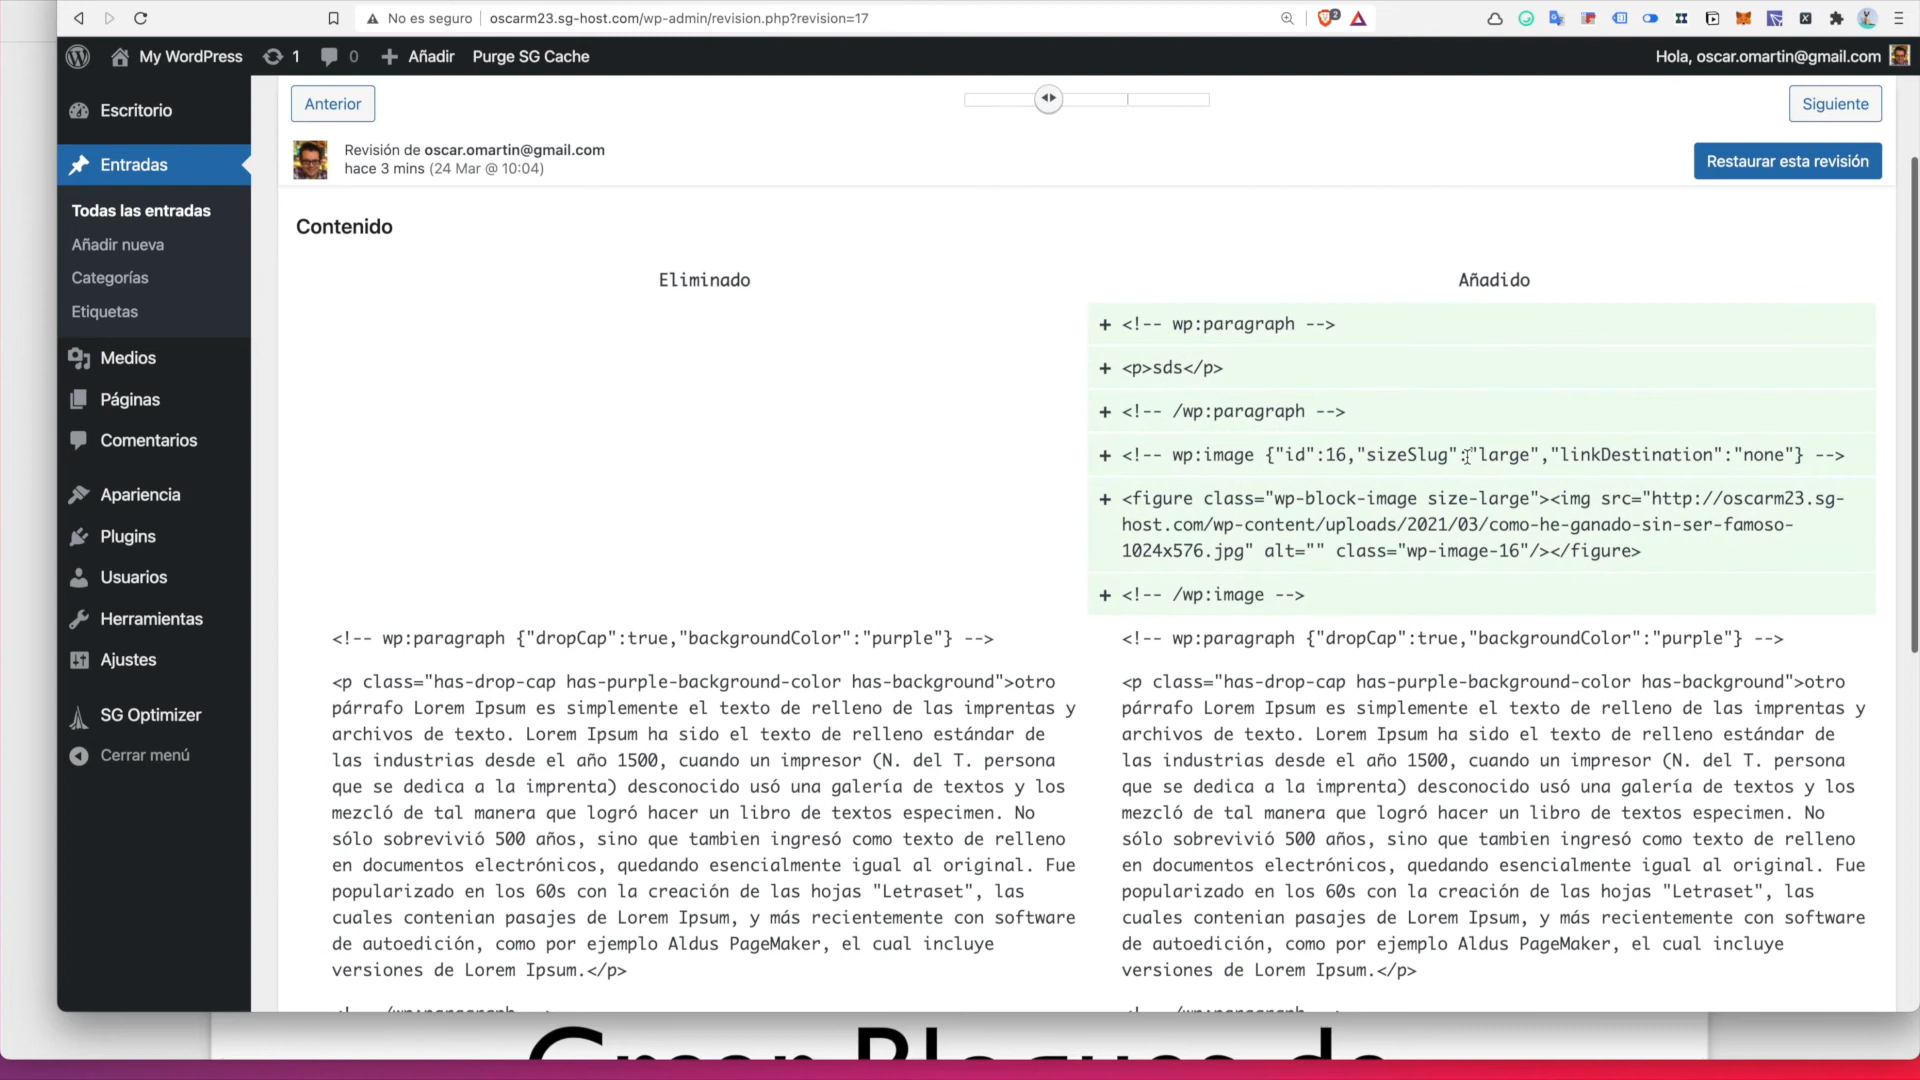 No es seguro oscarm23.sg-host.com/wp-admin/revision.php?revision=17
2
My WordPress 1 0 Añadir Purge SG Cache Hola, oscar.omartin@gmail.com
Escritorio
Entradas
Todas las entradas
Añadir nueva
Categorías
Etiquetas
Medios
Páginas
Comentarios
Apariencia
Plugins
Usuarios
Herramientas
Ajustes
SG Optimizer
Cerrar menú
Anterior
Siguiente
Revisión de oscar.omartin@gmail.com
hace 3 mins (24 Mar @ 10:04)
Restaurar esta revisión
Contenido
Eliminado
Añadido
+ <!-- wp:paragraph -->
+ <p>sds</p>
+ <!-- /wp:paragraph -->
+ <!-- wp:image {"id":16,"sizeSlug":"large","linkDestination":"none"} -->
+ <figure class="wp-block-image size-large"><img src="http://oscarm23.sg-
host.com/wp-content/uploads/2021/03/como-he-ganado-sin-ser-famoso-
1024x576.jpg" alt="" class="wp-image-16"/></figure>
+ <!-- /wp:image -->
<!-- wp:paragraph {"dropCap":true,"backgroundColor":"purple"} -->
<p class="has-drop-cap has-purple-background-color has-background">otro
párrafo Lorem Ipsum es simplemente el texto de relleno de las imprentas y
archivos de texto. Lorem Ipsum ha sido el texto de relleno estándar de
las industrias desde el año 1500, cuando un impresor (N. del T. persona
que se dedica a la imprenta) desconocido usó una galería de textos y los
mezcló de tal manera que logró hacer un libro de textos especimen. No
sólo sobrevivió 500 años, sino que tambien ingresó como texto de relleno
en documentos electrónicos, quedando esencialmente igual al original. Fue
popularizado en los 60s con la creación de las hojas "Letraset", las
cuales contenian pasajes de Lorem Ipsum, y más recientemente con software
de autoedición, como por ejemplo Aldus PageMaker, el cual incluye
versiones de Lorem Ipsum.</p>
<!-- wp:paragraph {"dropCap":true,"backgroundColor":"purple"} -->
<p class="has-drop-cap has-purple-background-color has-background">otro
párrafo Lorem Ipsum es simplemente el texto de relleno de las imprentas y
archivos de texto. Lorem Ipsum ha sido el texto de relleno estándar de
las industrias desde el año 1500, cuando un impresor (N. del T. persona
que se dedica a la imprenta) desconocido usó una galería de textos y los
mezcló de tal manera que logró hacer un libro de textos especimen. No
sólo sobrevivió 500 años, sino que tambien ingresó como texto de relleno
en documentos electrónicos, quedando esencialmente igual al original. Fue
popularizado en los 60s con la creación de las hojas "Letraset", las
cuales contenian pasajes de Lorem Ipsum, y más recientemente con software
de autoedición, como por ejemplo Aldus PageMaker, el cual incluye
versiones de Lorem Ipsum.</p>
Crear Bloques de